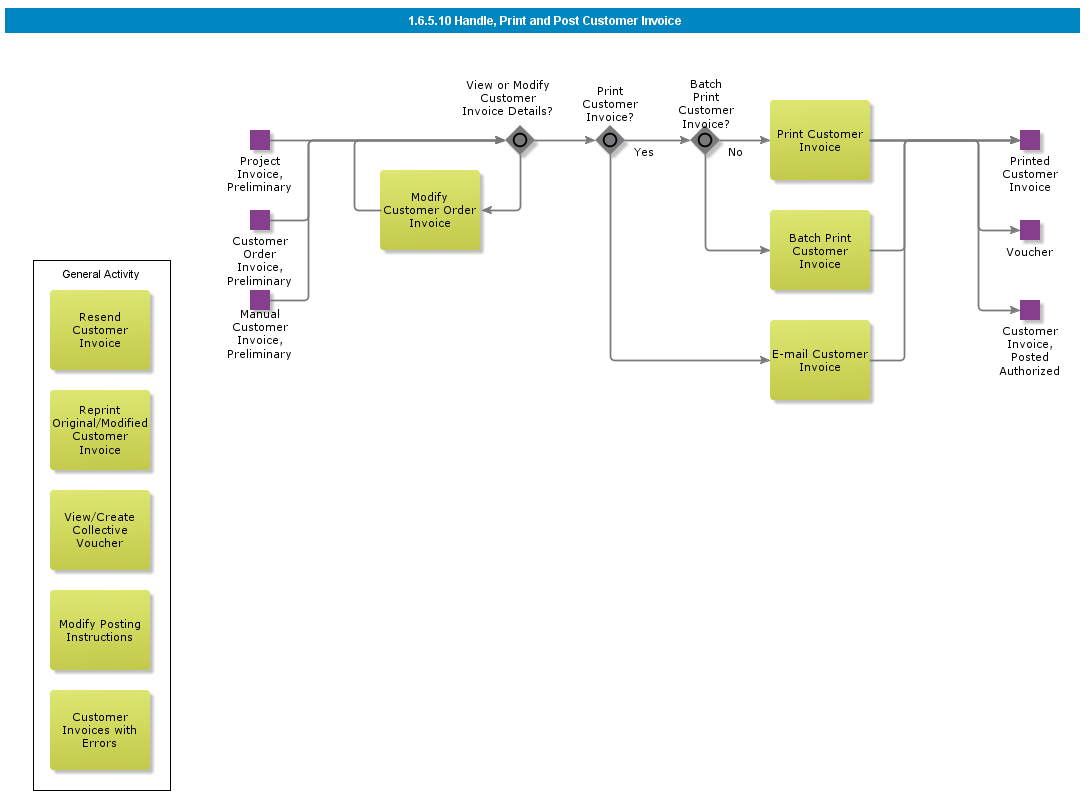 1.6.5.10 Handle, Print and Post Customer Invoice
View or Modify
Customer
Invoice Details?
Print
Customer
Invoice?
Batch
Print
Customer
Invoice?
Yes
No
Project
Invoice,
Preliminary
Customer
Order
Invoice,
Preliminary
Manual
Customer
Invoice,
Preliminary
Modify
Customer Order
Invoice
Print Customer
Invoice
Batch Print
Customer
Invoice
E-mail Customer
Invoice
Printed
Customer
Invoice
Voucher
Customer
Invoice,
Posted
Authorized
General Activity
Resend
Customer
Invoice
Reprint
Original/Modified
Customer
Invoice
View/Create
Collective
Voucher
Modify Posting
Instructions
Customer
Invoices with
Errors